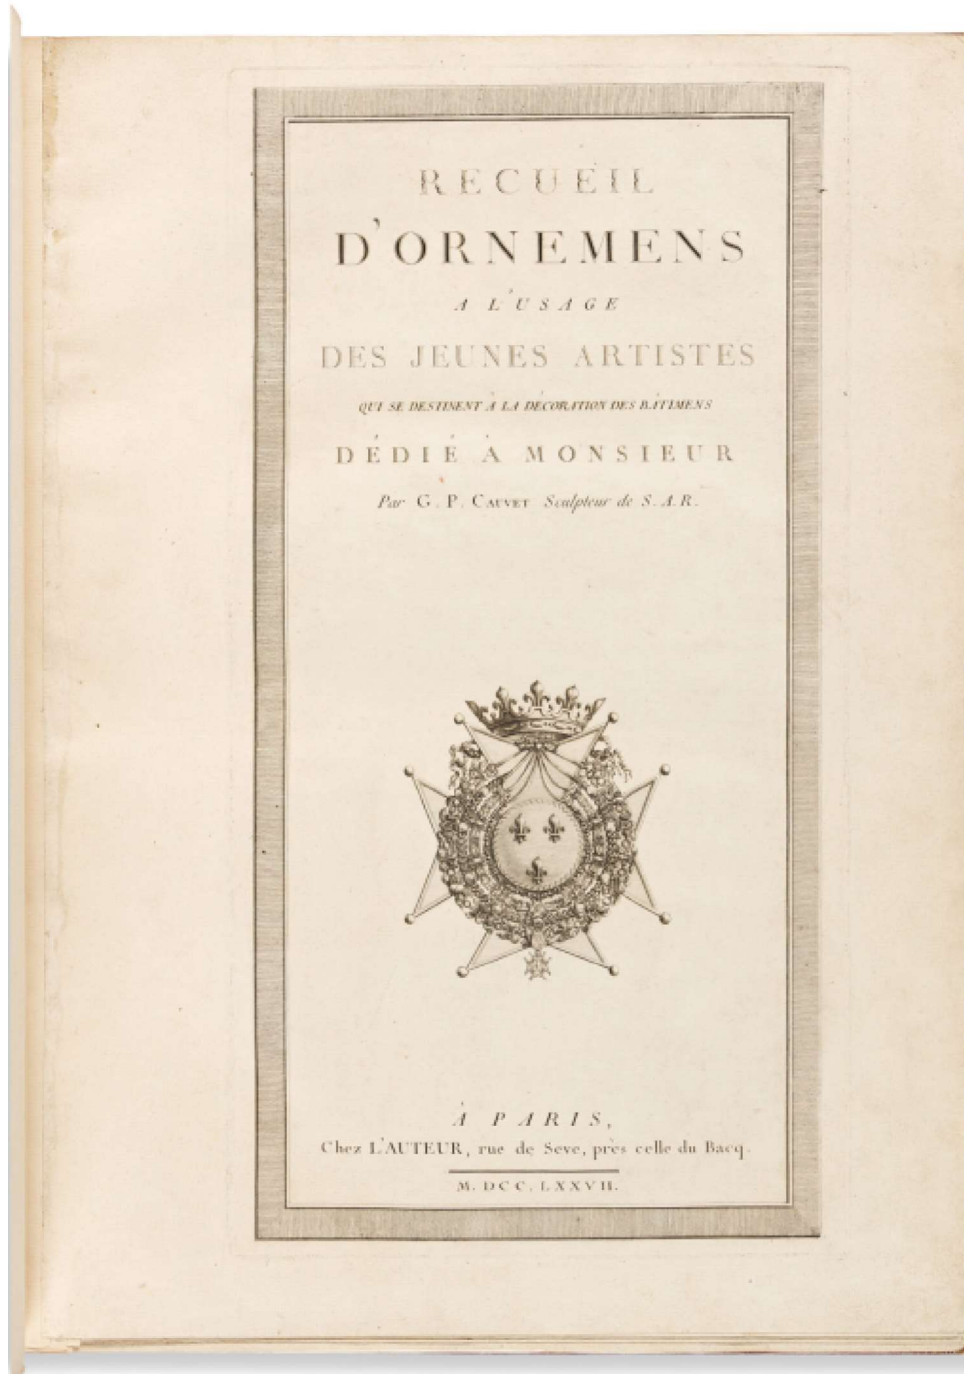 RECUEIL
D'ORNEMENS
A L'USAGE
DES JEUNES ARTISTES
QUI SE DESTINENT À LA DÉCORATION DES BÂTIMENS
DÉDIÉ À MONSIEUR
Par G. P. CAUVET Sculpteur de S. A. R.
À PARIS,
Chez L'AUTEUR, rue de Seve, près celle du Bacq.
M. DCC. LXXVII.